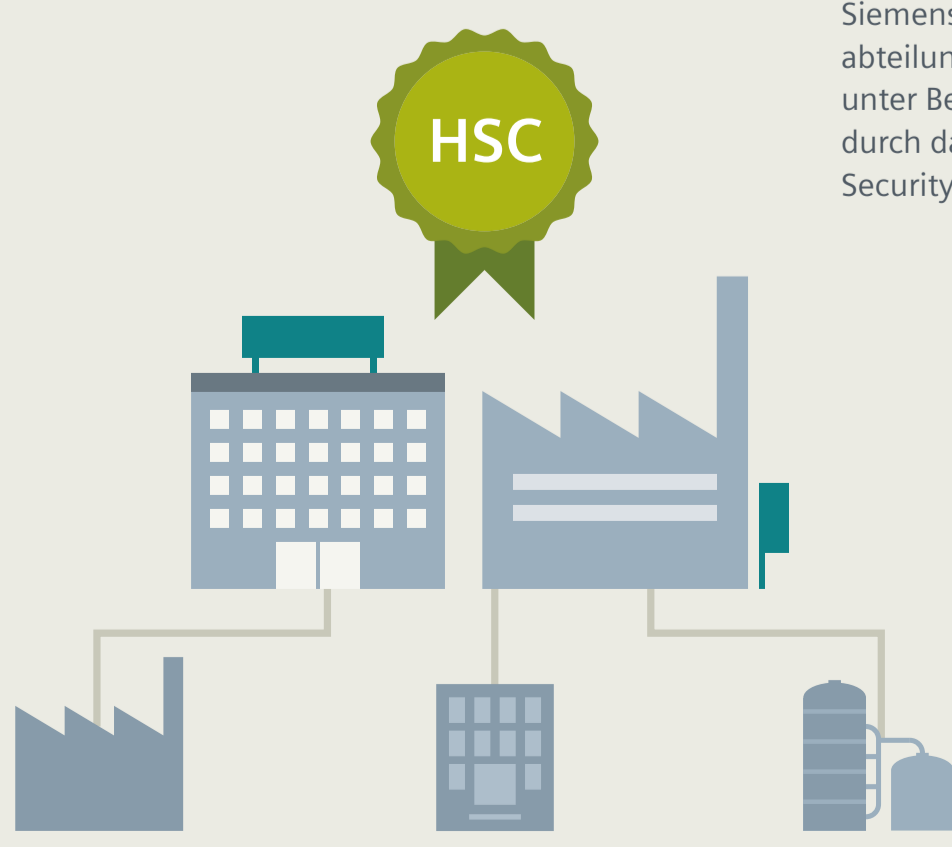 HSC
Siemens
abteilun
unter Be
durch da
Security